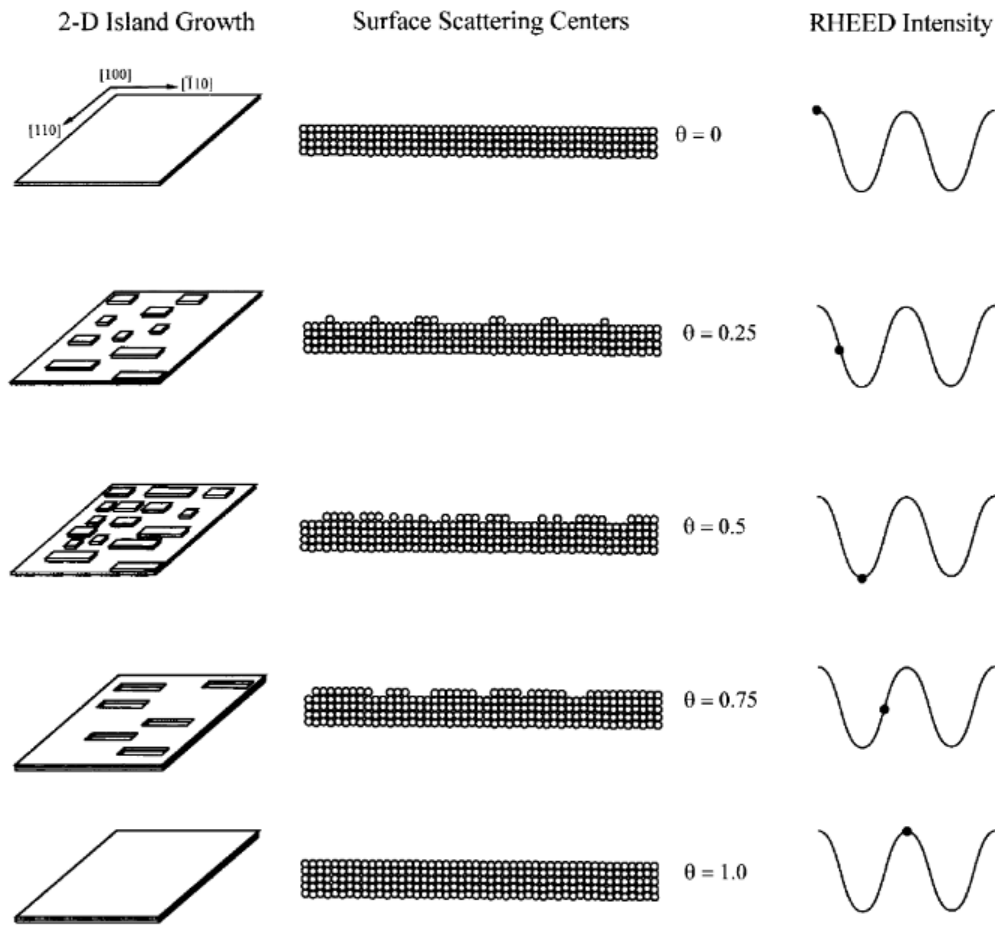 2-D Island Growth Surface Scattering Centers RHEED Intensity
[100]
[1̅10]
[110]
θ = 0
θ = 0.25
θ = 0.5
θ = 0.75
θ = 1.0